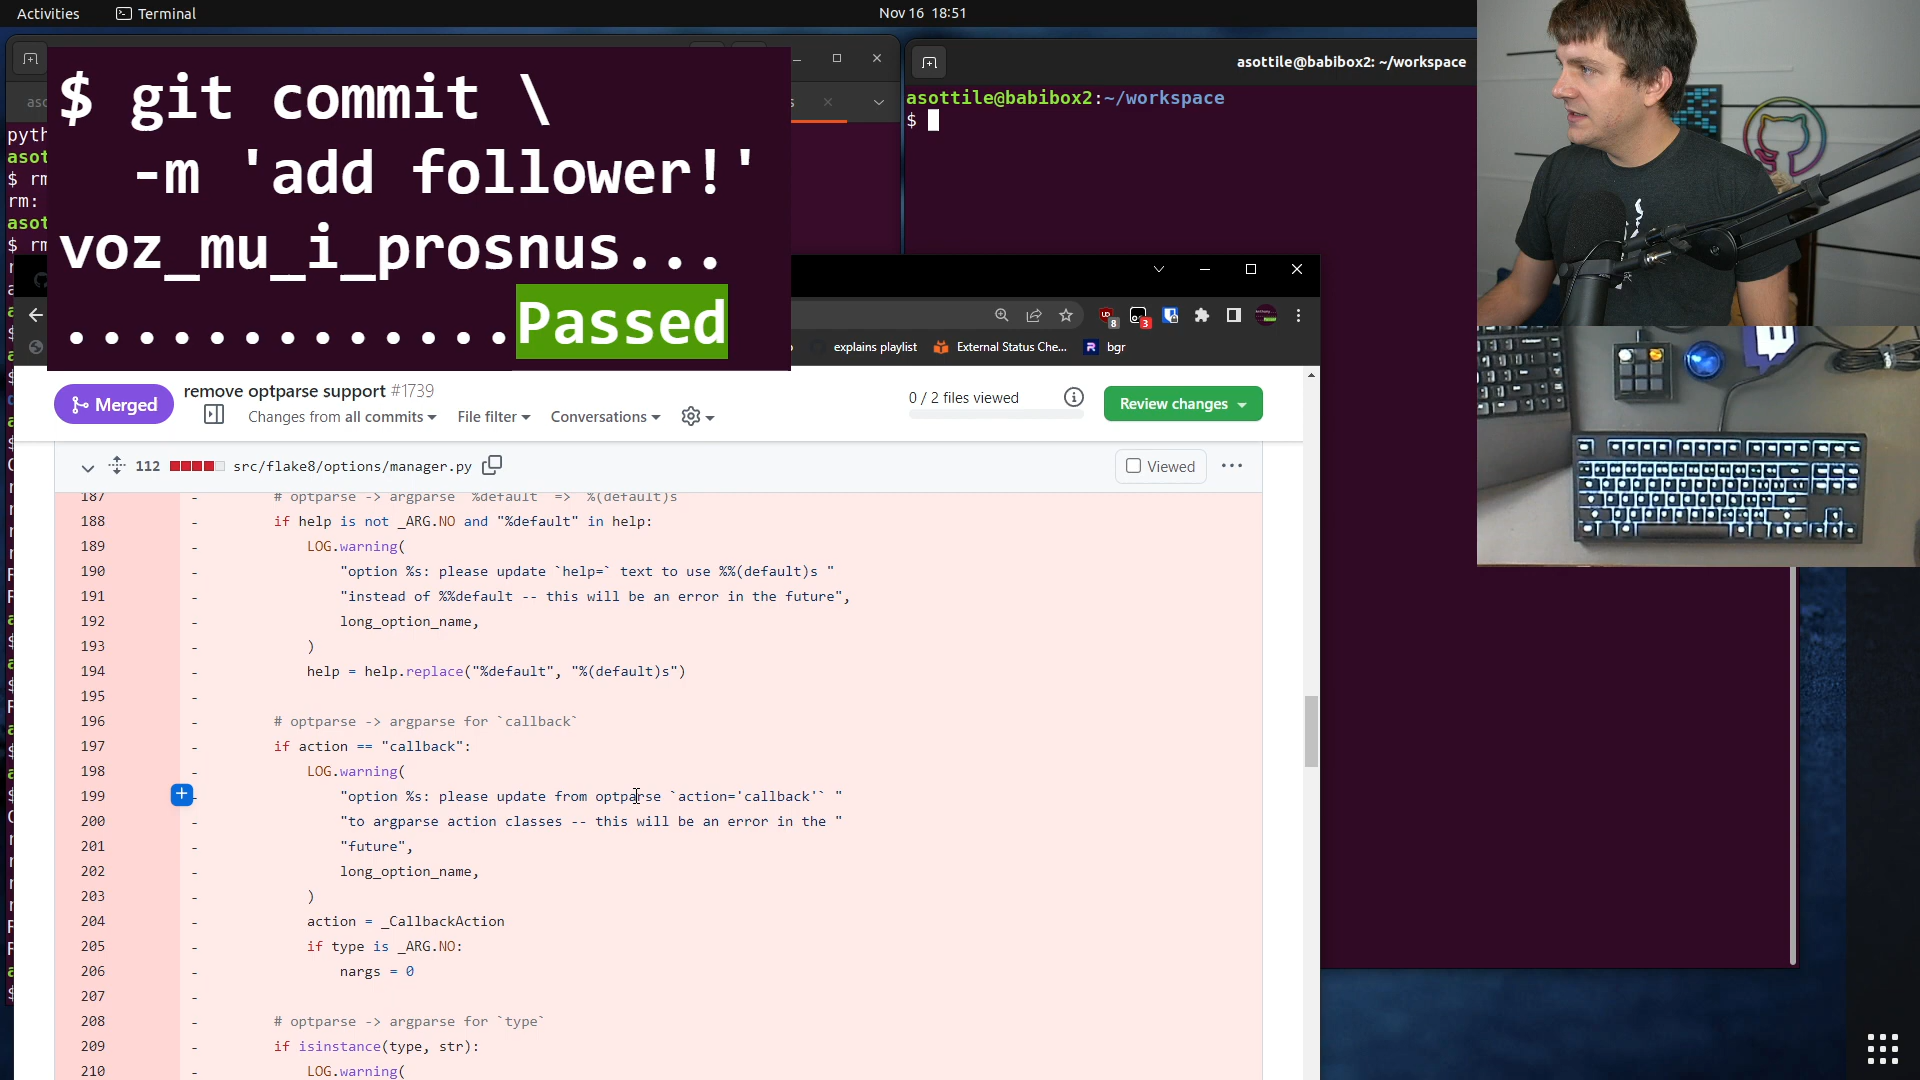 Activities
Terminal
Nov 16 18:51
asottile@babibox2: ~/workspace
asottile@babibox2:~/workspace
$
$ git commit \
-m 'add follower!'
voz_mu_i_prosnus...
.............Passed
pyth
asot
$ rm
rm:
asot
$ rm
8
3
explains playlist
External Status Che...
R
bgr
Merged
remove optparse support #1739
Changes from all commits
File filter
Conversations
0 / 2 files viewed
Review changes
112
src/flake8/options/manager.py
Viewed
187 - # optparse -> argparse `%default` => `%(default)s`
188 - if help is not _ARG.NO and "%default" in help:
189 - LOG.warning(
190 - "option %s: please update `help=` text to use %%(default)s "
191 - "instead of %%default -- this will be an error in the future",
192 - long_option_name,
193 - )
194 - help = help.replace("%default", "%(default)s")
195 -
196 - # optparse -> argparse for `callback`
197 - if action == "callback":
198 - LOG.warning(
199 - "option %s: please update from optparse `action='callback'` "
200 - "to argparse action classes -- this will be an error in the "
201 - "future",
202 - long_option_name,
203 - )
204 - action = _CallbackAction
205 - if type is _ARG.NO:
206 - nargs = 0
207 -
208 - # optparse -> argparse for `type`
209 - if isinstance(type, str):
210 - LOG.warning(